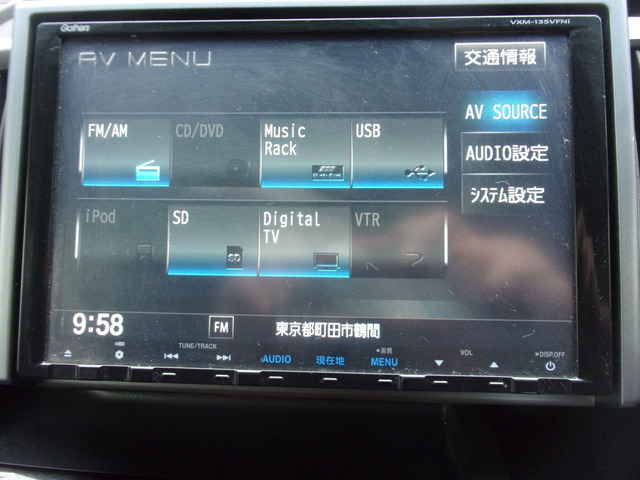 Gathers
VXM-135VFNi
AV MENU
交通情報
FM/AM
CD/DVD
Music Rack
USB
AV SOURCE
AUDIO設定
システム設定
iPod
SD
Digital TV
VTR
SD
9:58
FM
東京都町田市鶴間
TUNE/TRACK
AUDIO
現在地
*画質
MENU
VOL
*DISP.OFF